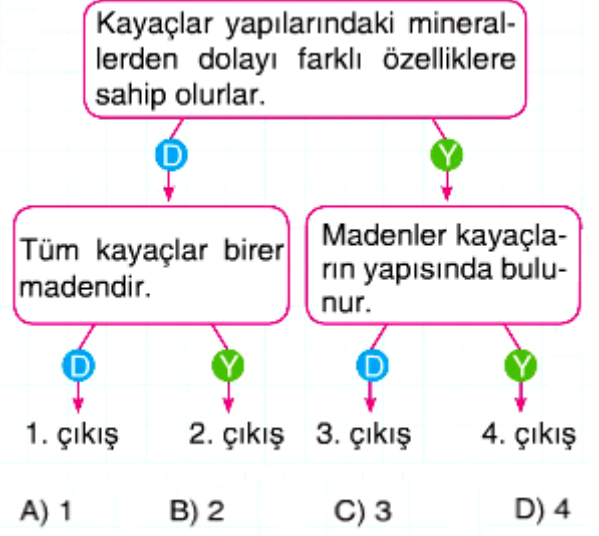 Kayaçlar yapılarındaki mineral-
lerden dolayı farklı özelliklere
sahip olurlar.
D
Y
Tüm kayaçlar birer
madendir.
Madenler kayaçla-
rın yapısında bulu-
nur.
D
Y
D
Y
1. çıkış
2. çıkış
3. çıkış
4. çıkış
A) 1
B) 2
C) 3
D) 4